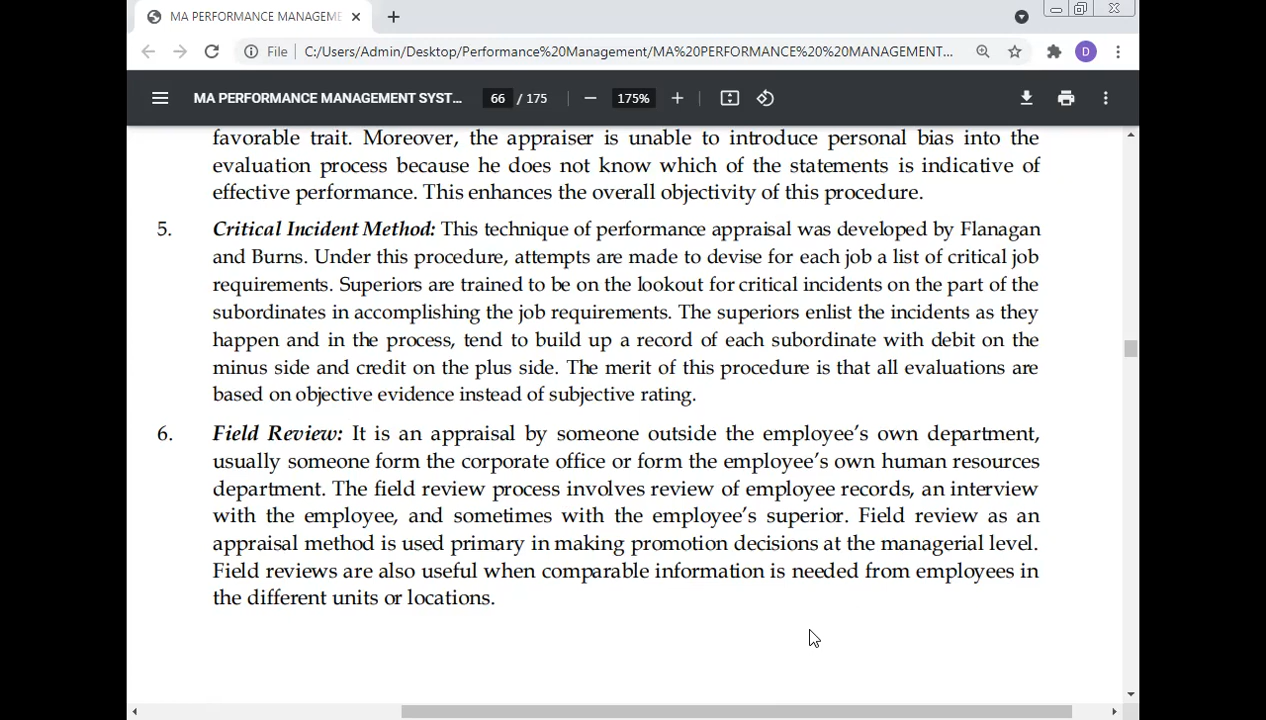 MA PERFORMANCE MANAGEME
File C:/Users/Admin/Desktop/Performance%20Management/MA%20PERFORMANCE%20%20MANAGEMENT...
D
MA PERFORMANCE MANAGEMENT SYST... 66 / 175 175%
favorable trait. Moreover, the appraiser is unable to introduce personal bias into the
evaluation process because he does not know which of the statements is indicative of
effective performance. This enhances the overall objectivity of this procedure.
5. Critical Incident Method: This technique of performance appraisal was developed by Flanagan
and Burns. Under this procedure, attempts are made to devise for each job a list of critical job
requirements. Superiors are trained to be on the lookout for critical incidents on the part of the
subordinates in accomplishing the job requirements. The superiors enlist the incidents as they
happen and in the process, tend to build up a record of each subordinate with debit on the
minus side and credit on the plus side. The merit of this procedure is that all evaluations are
based on objective evidence instead of subjective rating.
6. Field Review: It is an appraisal by someone outside the employee’s own department,
usually someone form the corporate office or form the employee’s own human resources
department. The field review process involves review of employee records, an interview
with the employee, and sometimes with the employee’s superior. Field review as an
appraisal method is used primary in making promotion decisions at the managerial level.
Field reviews are also useful when comparable information is needed from employees in
the different units or locations.